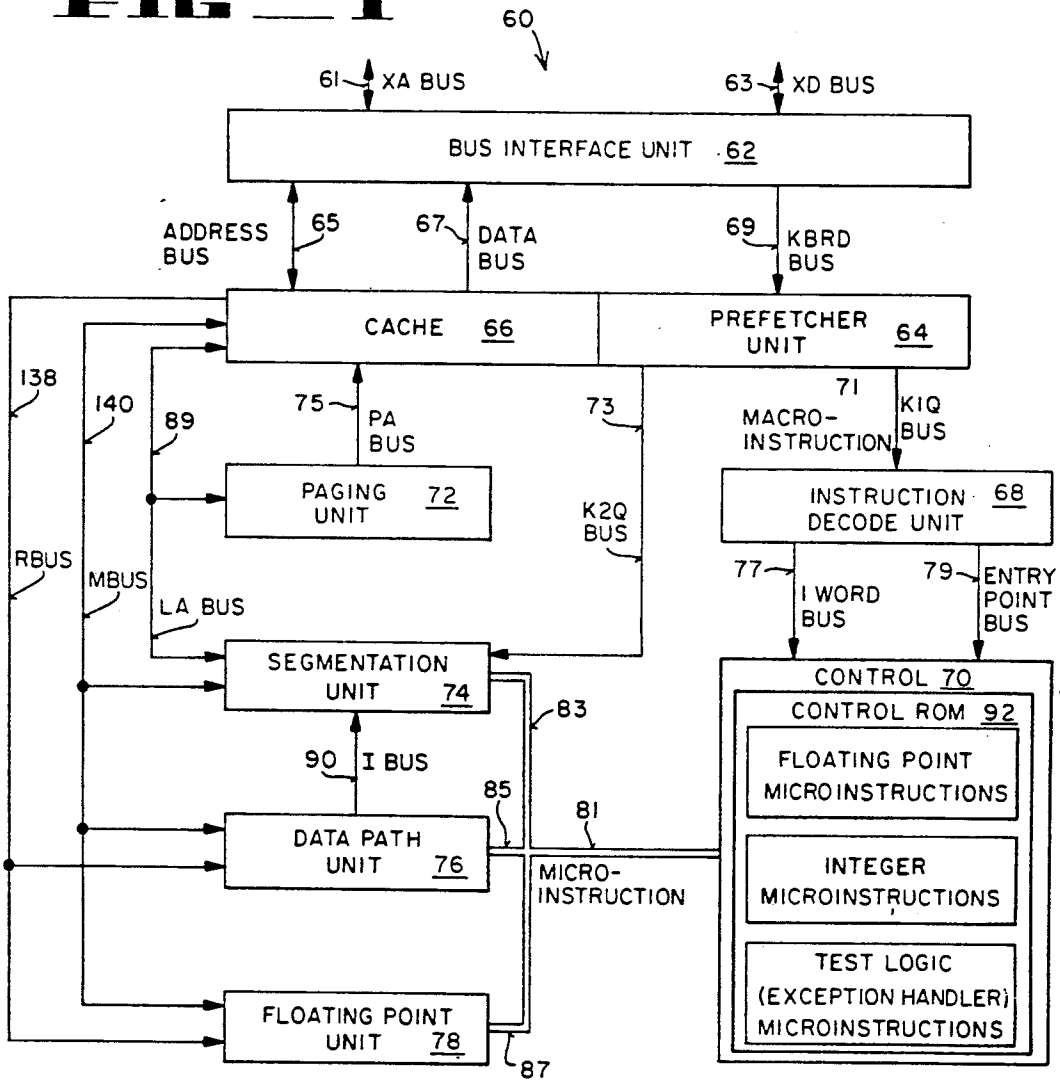 FIG_1
60
61 XA BUS
63 XD BUS
BUS INTERFACE UNIT 62
ADDRESS
BUS
65
67 DATA
BUS
69 KBRD
BUS
CACHE 66
PREFETCHER
UNIT 64
138
140
89
75 PA
BUS
73
71 K1Q
BUS
MACRO-
INSTRUCTION
PAGING
UNIT 72
INSTRUCTION
DECODE UNIT 68
K2Q
BUS
RBUS
MBUS
LA BUS
77 I WORD
BUS
79 ENTRY
POINT
BUS
SEGMENTATION
UNIT 74
CONTROL 70
CONTROL ROM 92
83
90 I BUS
FLOATING POINT
MICROINSTRUCTIONS
85
81
DATA PATH
UNIT 76
MICRO-
INSTRUCTION
INTEGER
MICROINSTRUCTIONS
TEST LOGIC
(EXCEPTION HANDLER)
MICROINSTRUCTIONS
FLOATING POINT
UNIT 78
87